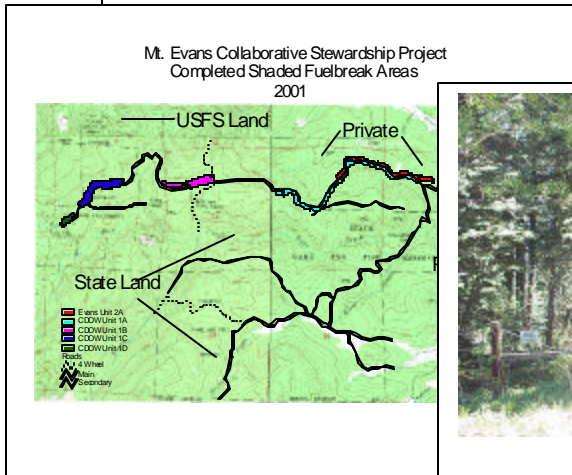 Mt. Evans Collaborative Stewardship Project
Completed Shaded Fuelbreak Areas
2001
USFS Land
Private
State Land
Evans Unit 2A
CDOW Unit 1A
CDOW Unit 1B
CDOW Unit 1C
CDOW Unit 1D
Roads
4 Wheel
Main
Secondary